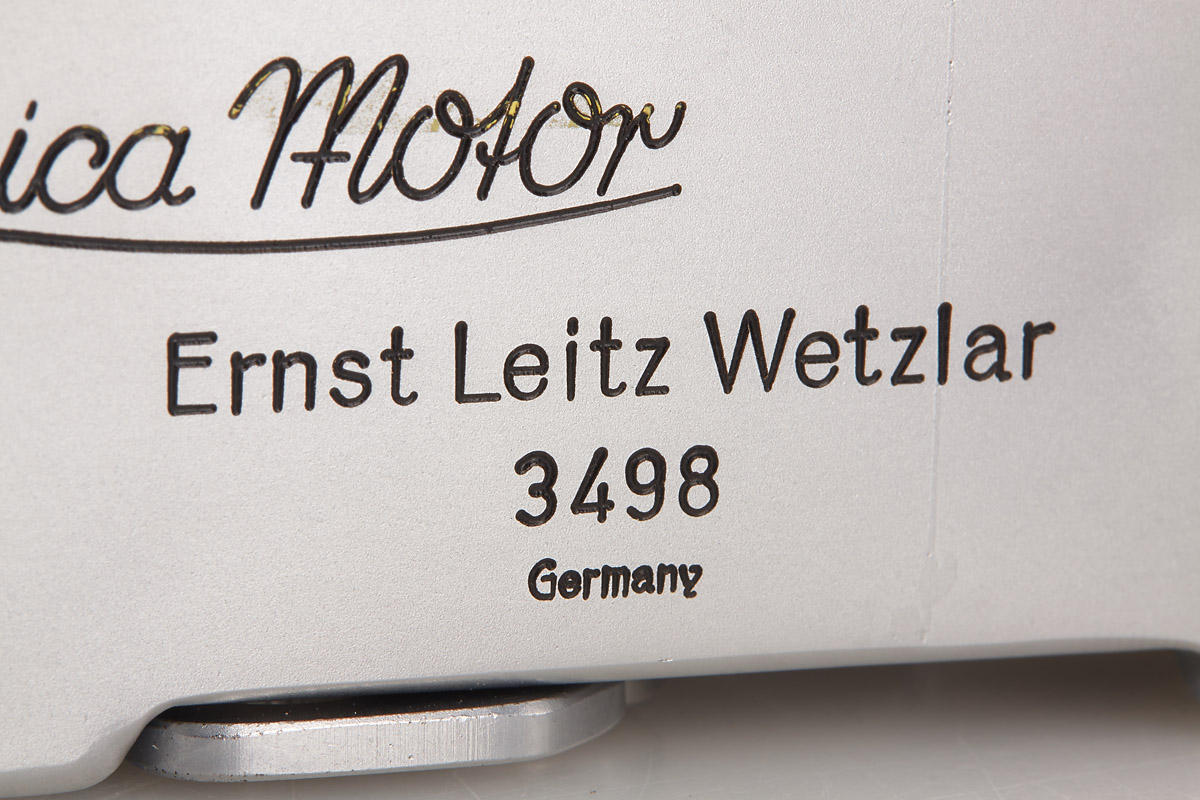 ica Motor
Ernst Leitz Wetzlar
3498
Germany